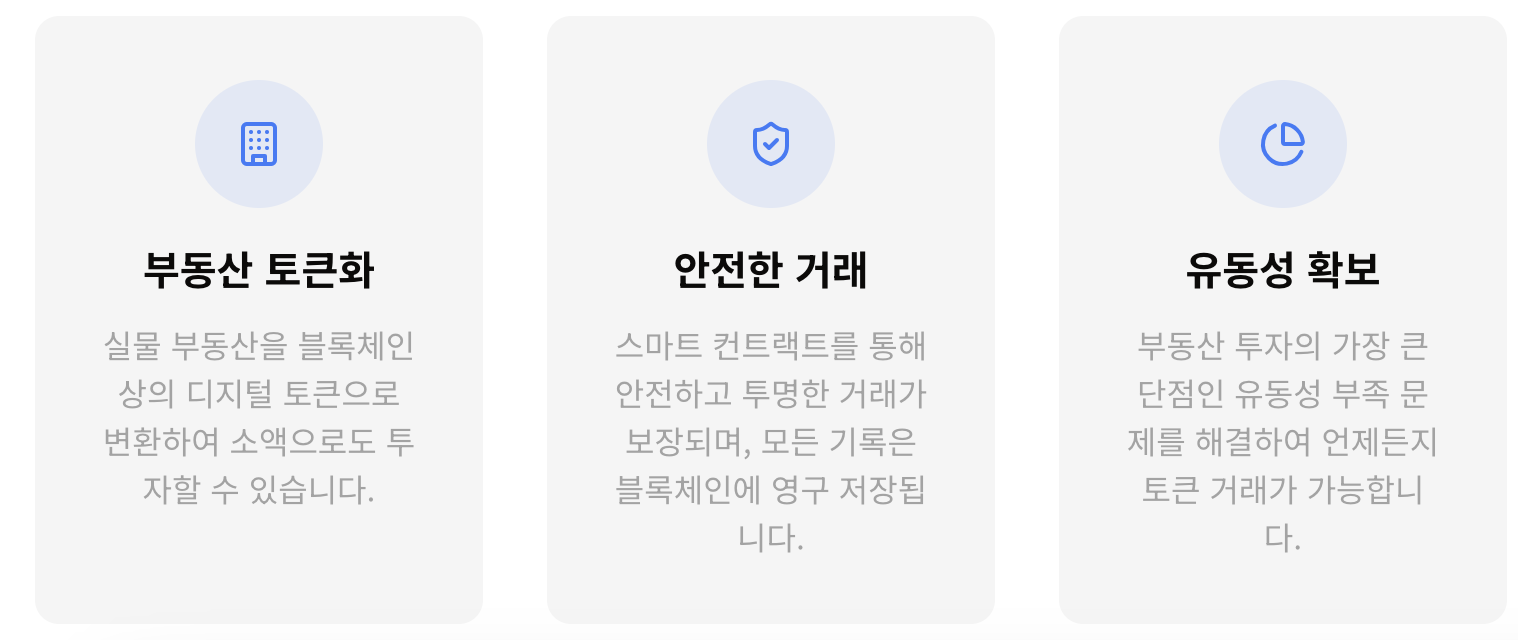 부동산 토큰화
실물 부동산을 블록체인
상의 디지털 토큰으로
변환하여 소액으로도 투
자할 수 있습니다.
안전한 거래
스마트 컨트랙트를 통해
안전하고 투명한 거래가
보장되며, 모든 기록은
블록체인에 영구 저장됩
니다.
유동성 확보
부동산 투자의 가장 큰
단점인 유동성 부족 문
제를 해결하여 언제든지
토큰 거래가 가능합니
다.